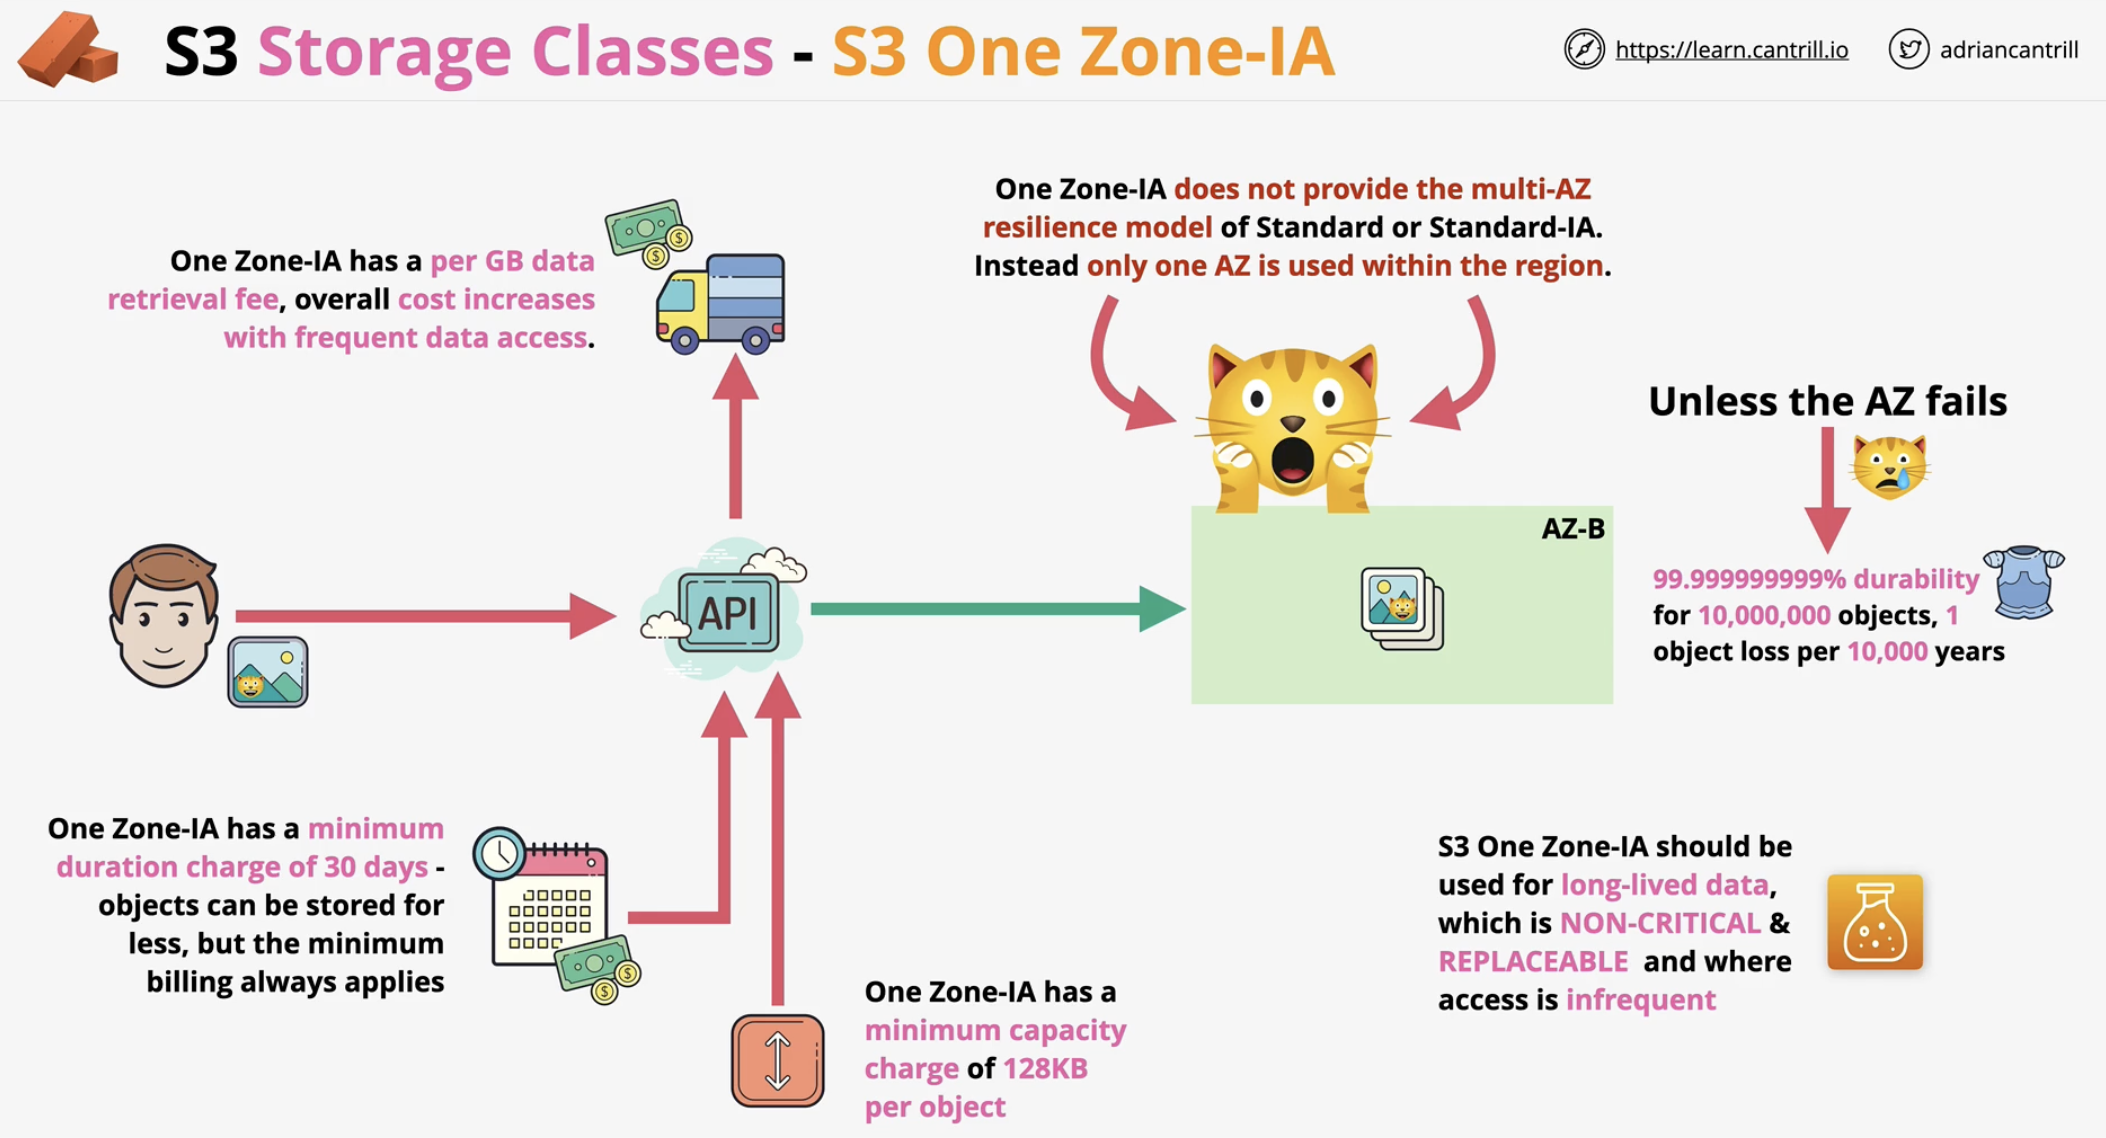 S3 Storage Classes - S3 One Zone-IA
https://learn.cantrill.io
adriancantrill
One Zone-IA has a per GB data
retrieval fee, overall cost increases
with frequent data access.
One Zone-IA does not provide the multi-AZ
resilience model of Standard or Standard-IA.
Instead only one AZ is used within the region.
Unless the AZ fails
AZ-B
API
99.999999999% durability
for 10,000,000 objects, 1
object loss per 10,000 years
One Zone-IA has a minimum
duration charge of 30 days -
objects can be stored for
less, but the minimum
billing always applies
One Zone-IA has a
minimum capacity
charge of 128KB
per object
S3 One Zone-IA should be
used for long-lived data,
which is NON-CRITICAL &
REPLACEABLE and where
access is infrequent